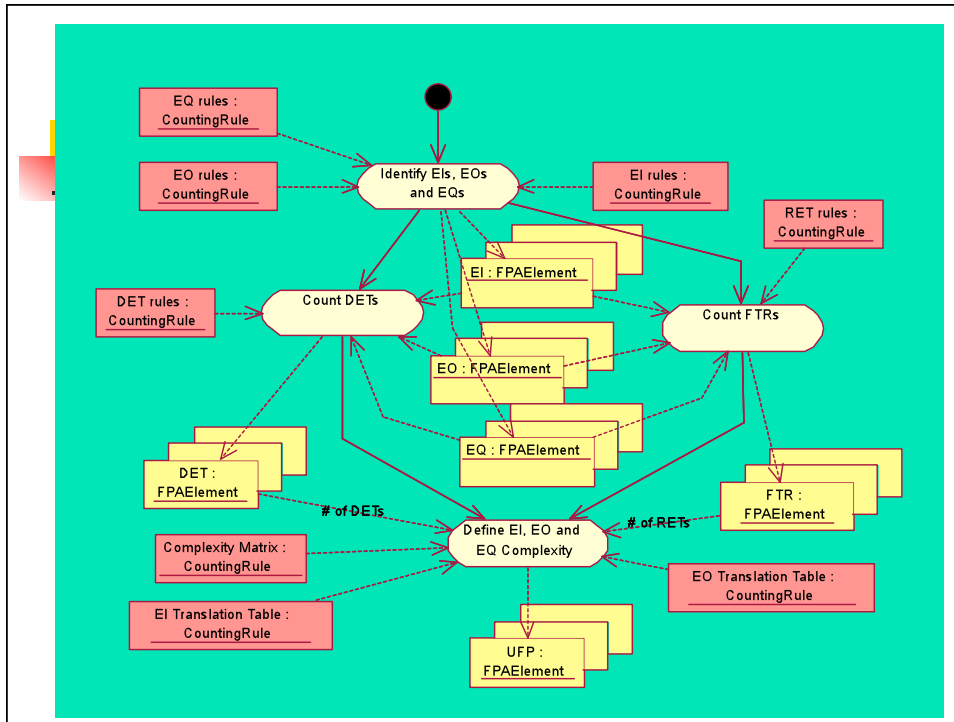 EQ rules :
CountingRule
EO rules :
CountingRule
Identify EIs, EOs
and EQs
EI rules :
CountingRule
RET rules :
CountingRule
EI : FPAElement
DET rules :
CountingRule
Count DETs
Count FTRs
EO : FPAElement
EQ : FPAElement
DET :
FPAElement
# of DETs
FTR :
FPAElement
# of RETs
Define EI, EO and
EQ Complexity
Complexity Matrix :
CountingRule
EO Translation Table :
CountingRule
EI Translation Table :
CountingRule
UFP :
FPAElement